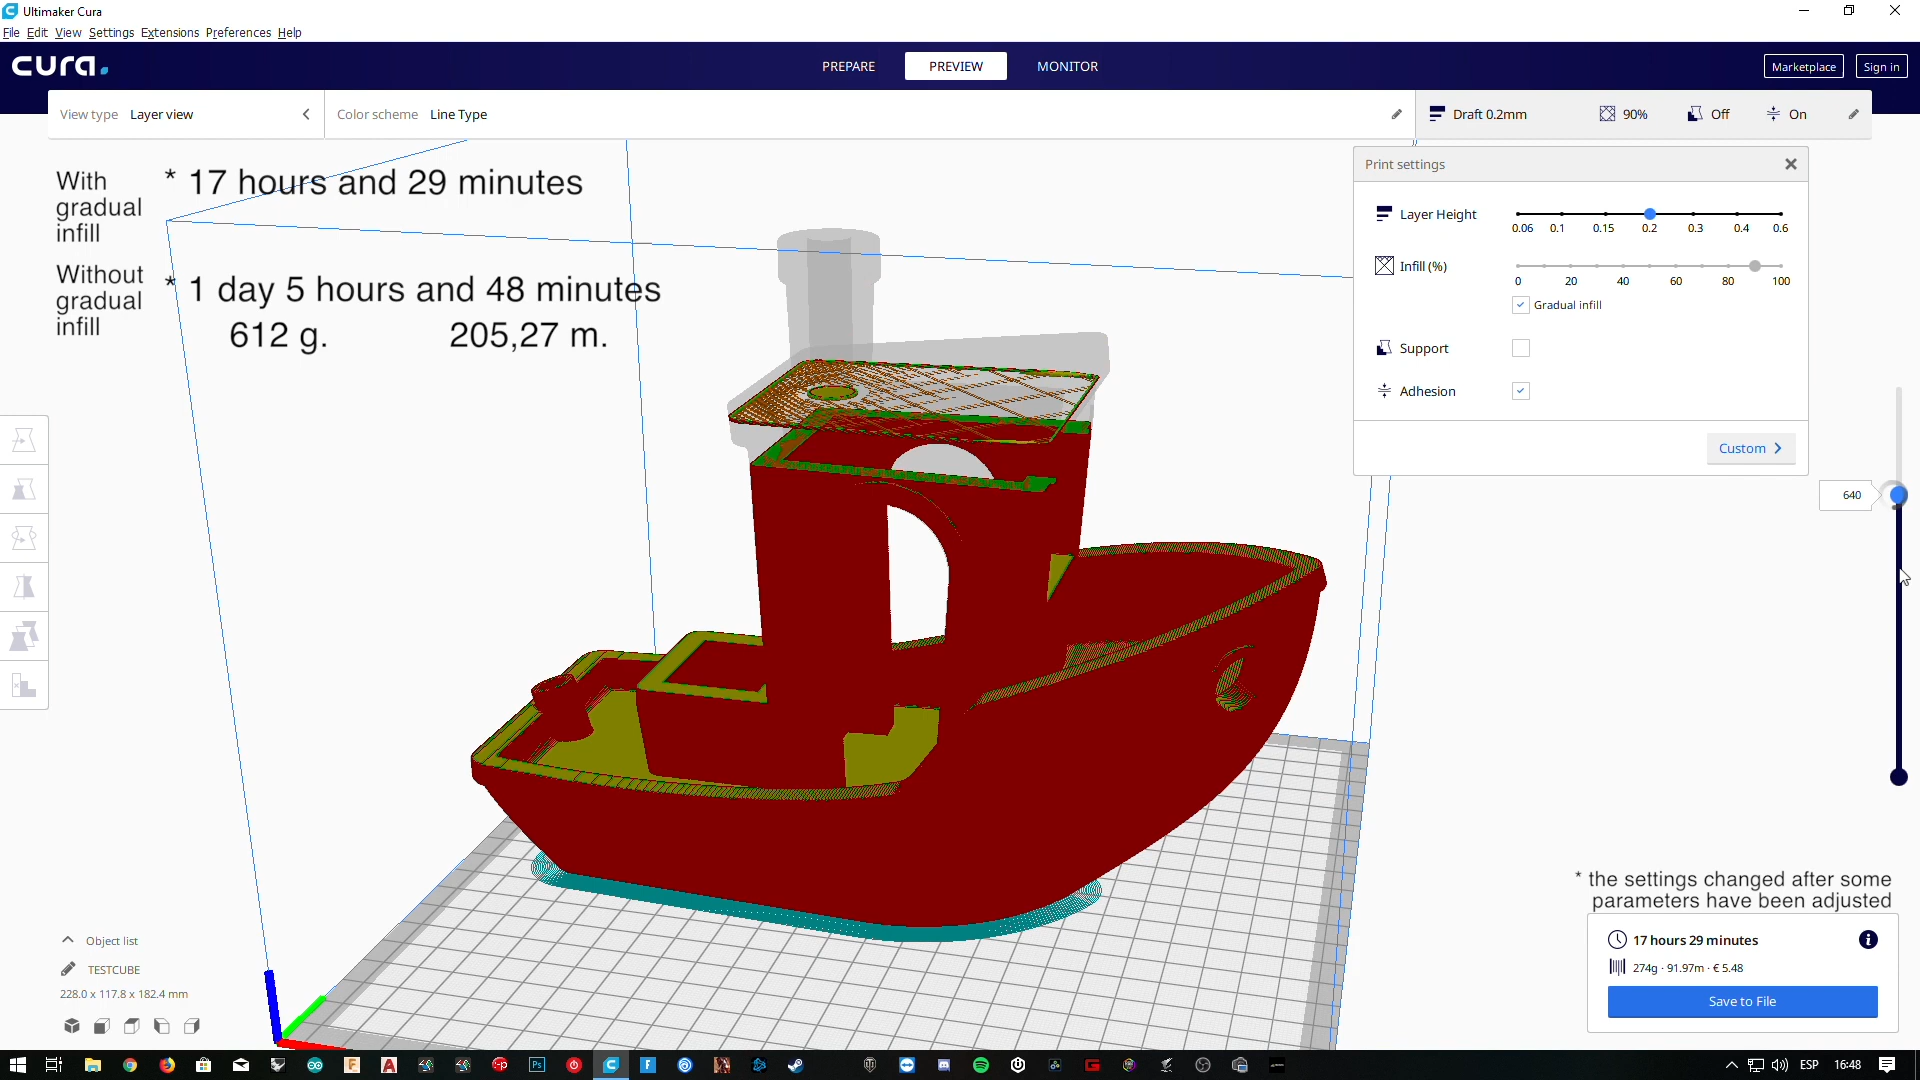 Ultimaker Cura
File Edit View Settings Extensions Preferences Help
cura.
PREPARE PREVIEW MONITOR
Marketplace Sign in
View type Layer view
Color scheme Line Type
Draft 0.2mm 90% Off On
With
gradual
infill
* 17 hours and 29 minutes
Without
gradual
infill
* 1 day 5 hours and 48 minutes
612 g. 205,27 m.
Print settings
Layer Height
0.06 0.1 0.15 0.2 0.3 0.4 0.6
Infill (%)
0 20 40 60 80 100
Gradual infill
Support
Adhesion
Custom
640
* the settings changed after some
parameters have been adjusted
17 hours 29 minutes
274g · 91.97m · € 5.48
Save to File
Object list
TESTCUBE
228.0 x 117.8 x 182.4 mm
ESP 16:48